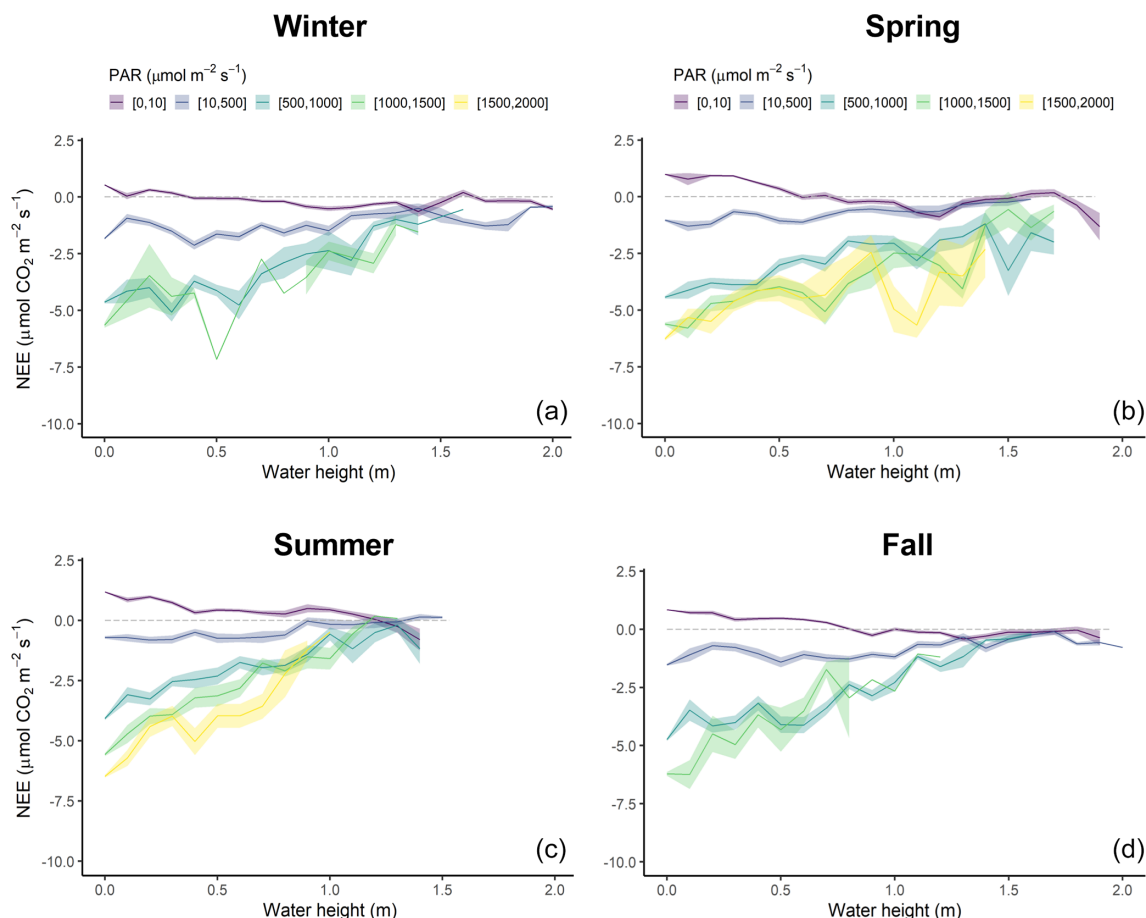 Winter
PAR (μmol m⁻² s⁻¹)
[0,10] [10,500] [500,1000] [1000,1500] [1500,2000]
NEE (μmol CO₂ m⁻² s⁻¹)
2.5
0.0
-2.5
-5.0
-7.5
-10.0
(a)
0.0 0.5 1.0 1.5 2.0
Water height (m)
Spring
PAR (μmol m⁻² s⁻¹)
[0,10] [10,500] [500,1000] [1000,1500] [1500,2000]
2.5
0.0
-2.5
-5.0
-7.5
-10.0
(b)
0.0 0.5 1.0 1.5 2.0
Water height (m)
Summer
NEE (μmol CO₂ m⁻² s⁻¹)
2.5
0.0
-2.5
-5.0
-7.5
-10.0
(c)
0.0 0.5 1.0 1.5 2.0
Water height (m)
Fall
2.5
0.0
-2.5
-5.0
-7.5
-10.0
(d)
0.0 0.5 1.0 1.5 2.0
Water height (m)